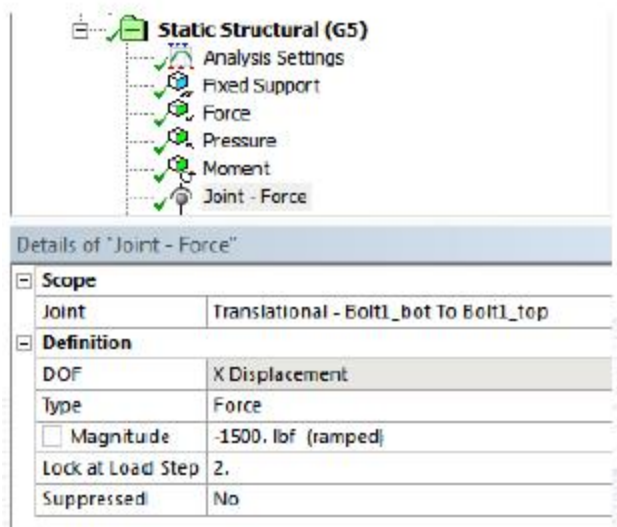 Static Structural (G5)
Analysis Settings
Fixed Support
Force
Pressure
Moment
Joint - Force
Details of "Joint - Force"
Scope
Joint Translational - Bolt1_bot To Bolt1_top
Definition
DOF X Displacement
Type Force
Magnitude -1500. lbf (ramped)
Lock at Load Step 2.
Suppressed No